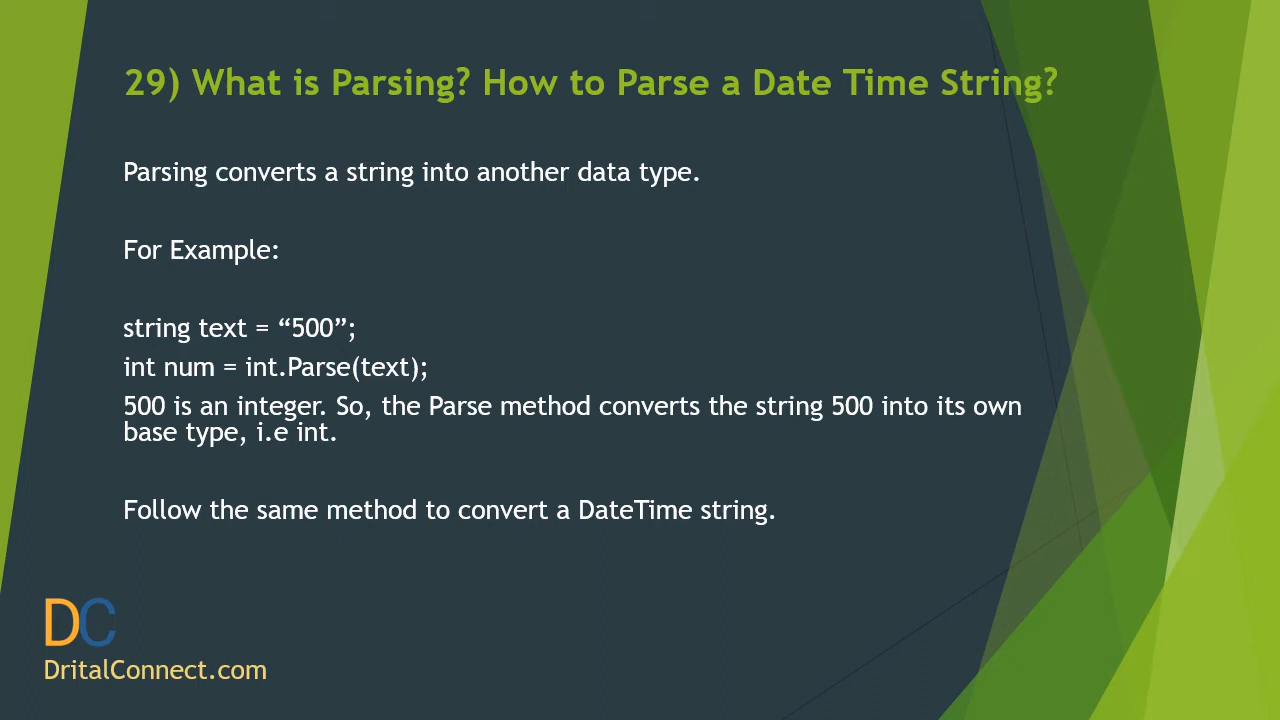 29) What is Parsing? How to Parse a Date Time String?
Parsing converts a string into another data type.
For Example:
string text = “500”;
int num = int.Parse(text);
500 is an integer. So, the Parse method converts the string 500 into its own
base type, i.e int.
Follow the same method to convert a DateTime string.
DC
DritalConnect.com